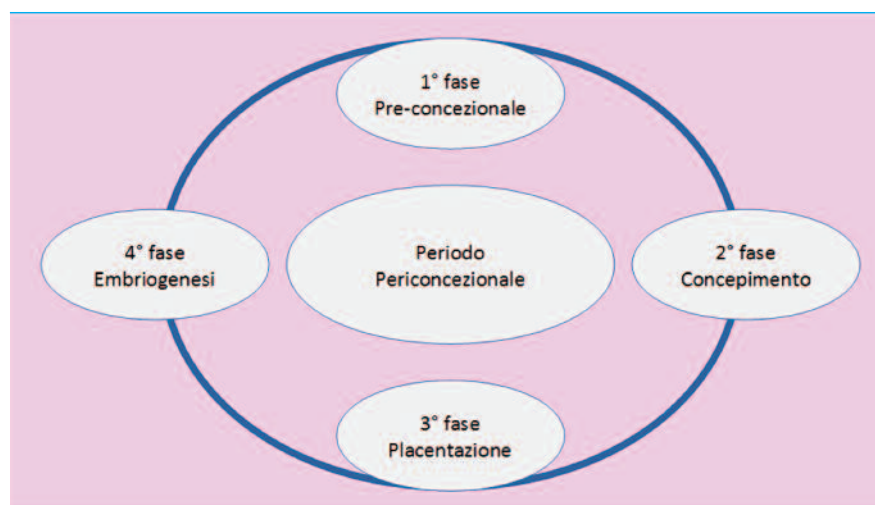 1° fase
Pre-concezionale
4° fase
Embriogenesi
Periodo
Periconcezionale
2° fase
Concepimento
3° fase
Placentazione